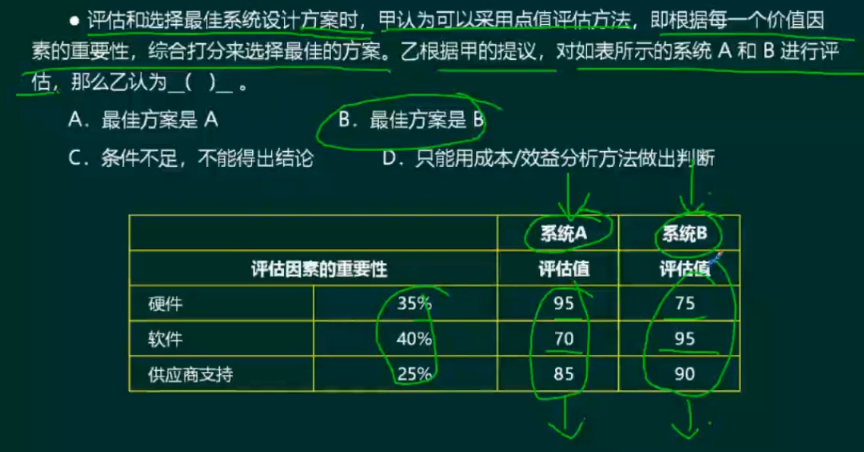 ● 评估和选择最佳系统设计方案时，甲认为可以采用点值评估方法，即根据每一个价值因
素的重要性，综合打分来选择最佳的方案。乙根据甲的提议，对如表所示的系统 A 和 B 进行评
估，那么乙认为__( )__ 。
A．最佳方案是 A B．最佳方案是 B
C．条件不足，不能得出结论 D．只能用成本/效益分析方法做出判断
系统A 系统B
评估因素的重要性 评估值 评估值
硬件 35% 95 75
软件 40% 70 95
供应商支持 25% 85 90